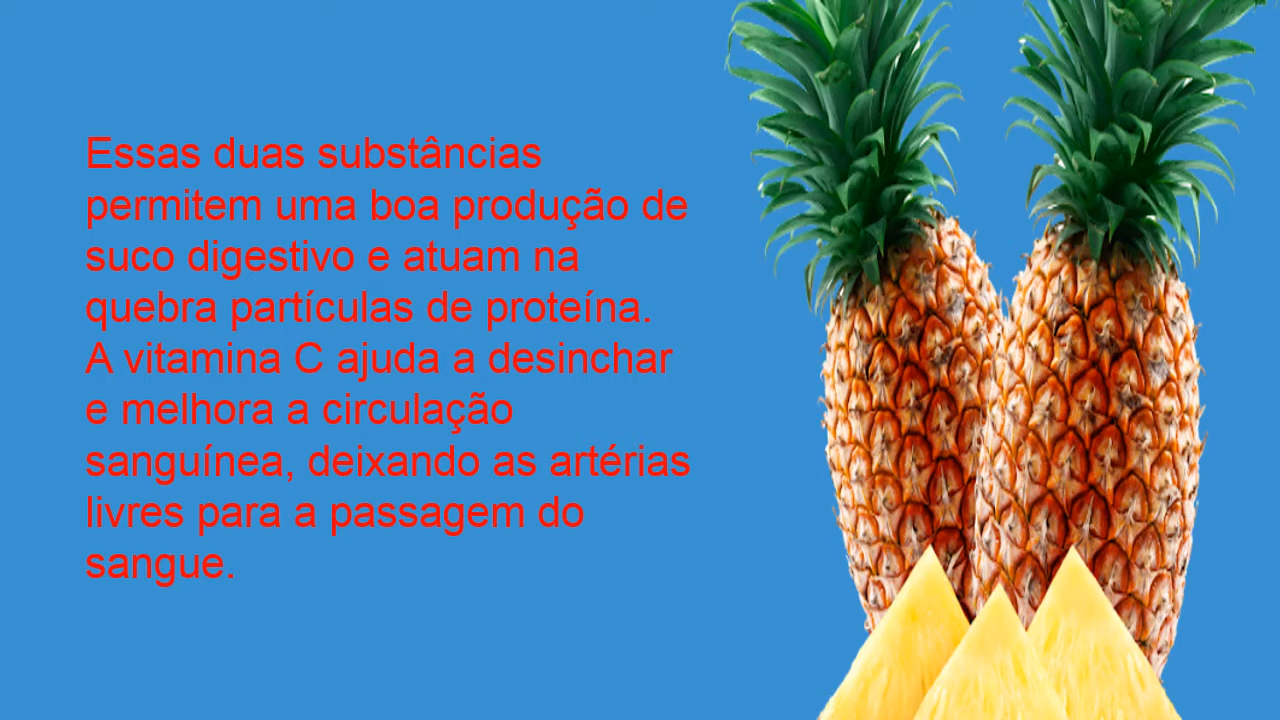 Essas duas substâncias
permitem uma boa produção de
suco digestivo e atuam na
quebra partículas de proteína.
A vitamina C ajuda a desinchar
e melhora a circulação
sanguínea, deixando as artérias
livres para a passagem do
sangue.